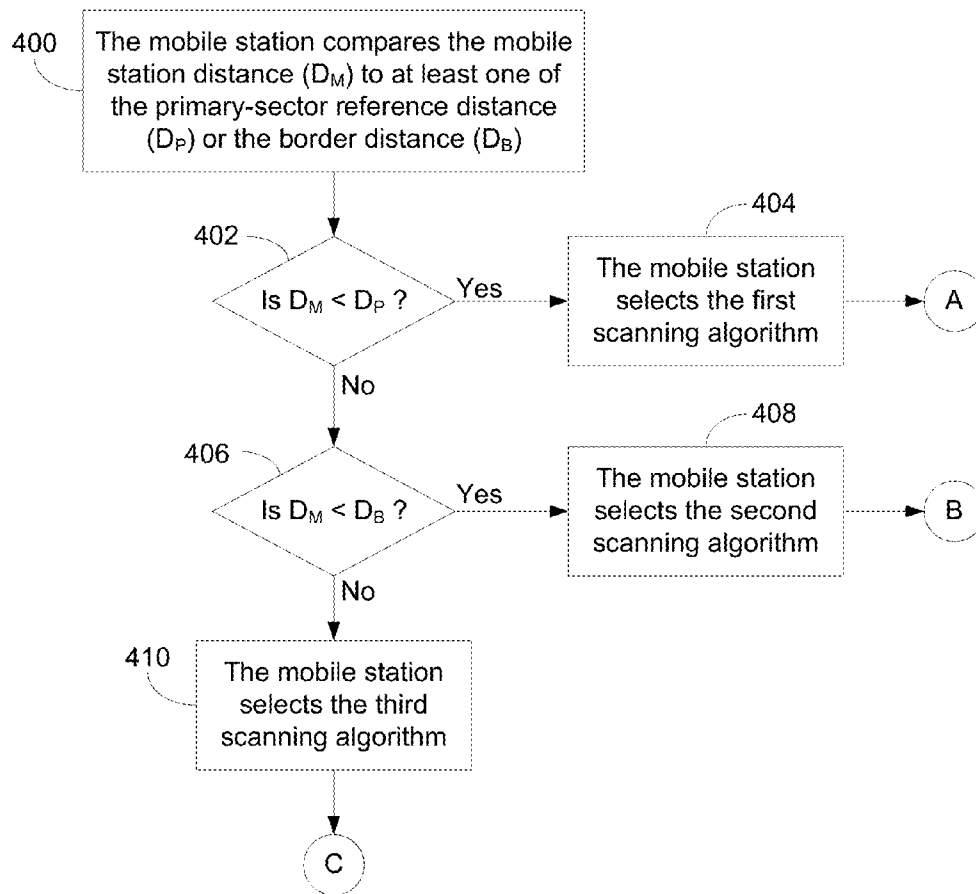 400
The mobile station compares the mobile
station distance (D_M) to at least one of
the primary-sector reference distance
(D_P) or the border distance (D_B)
402
Is D_M < D_P ?
Yes
404
The mobile station
selects the first
scanning algorithm
A
No
406
Is D_M < D_B ?
Yes
408
The mobile station
selects the second
scanning algorithm
B
No
410
The mobile station
selects the third
scanning algorithm
C